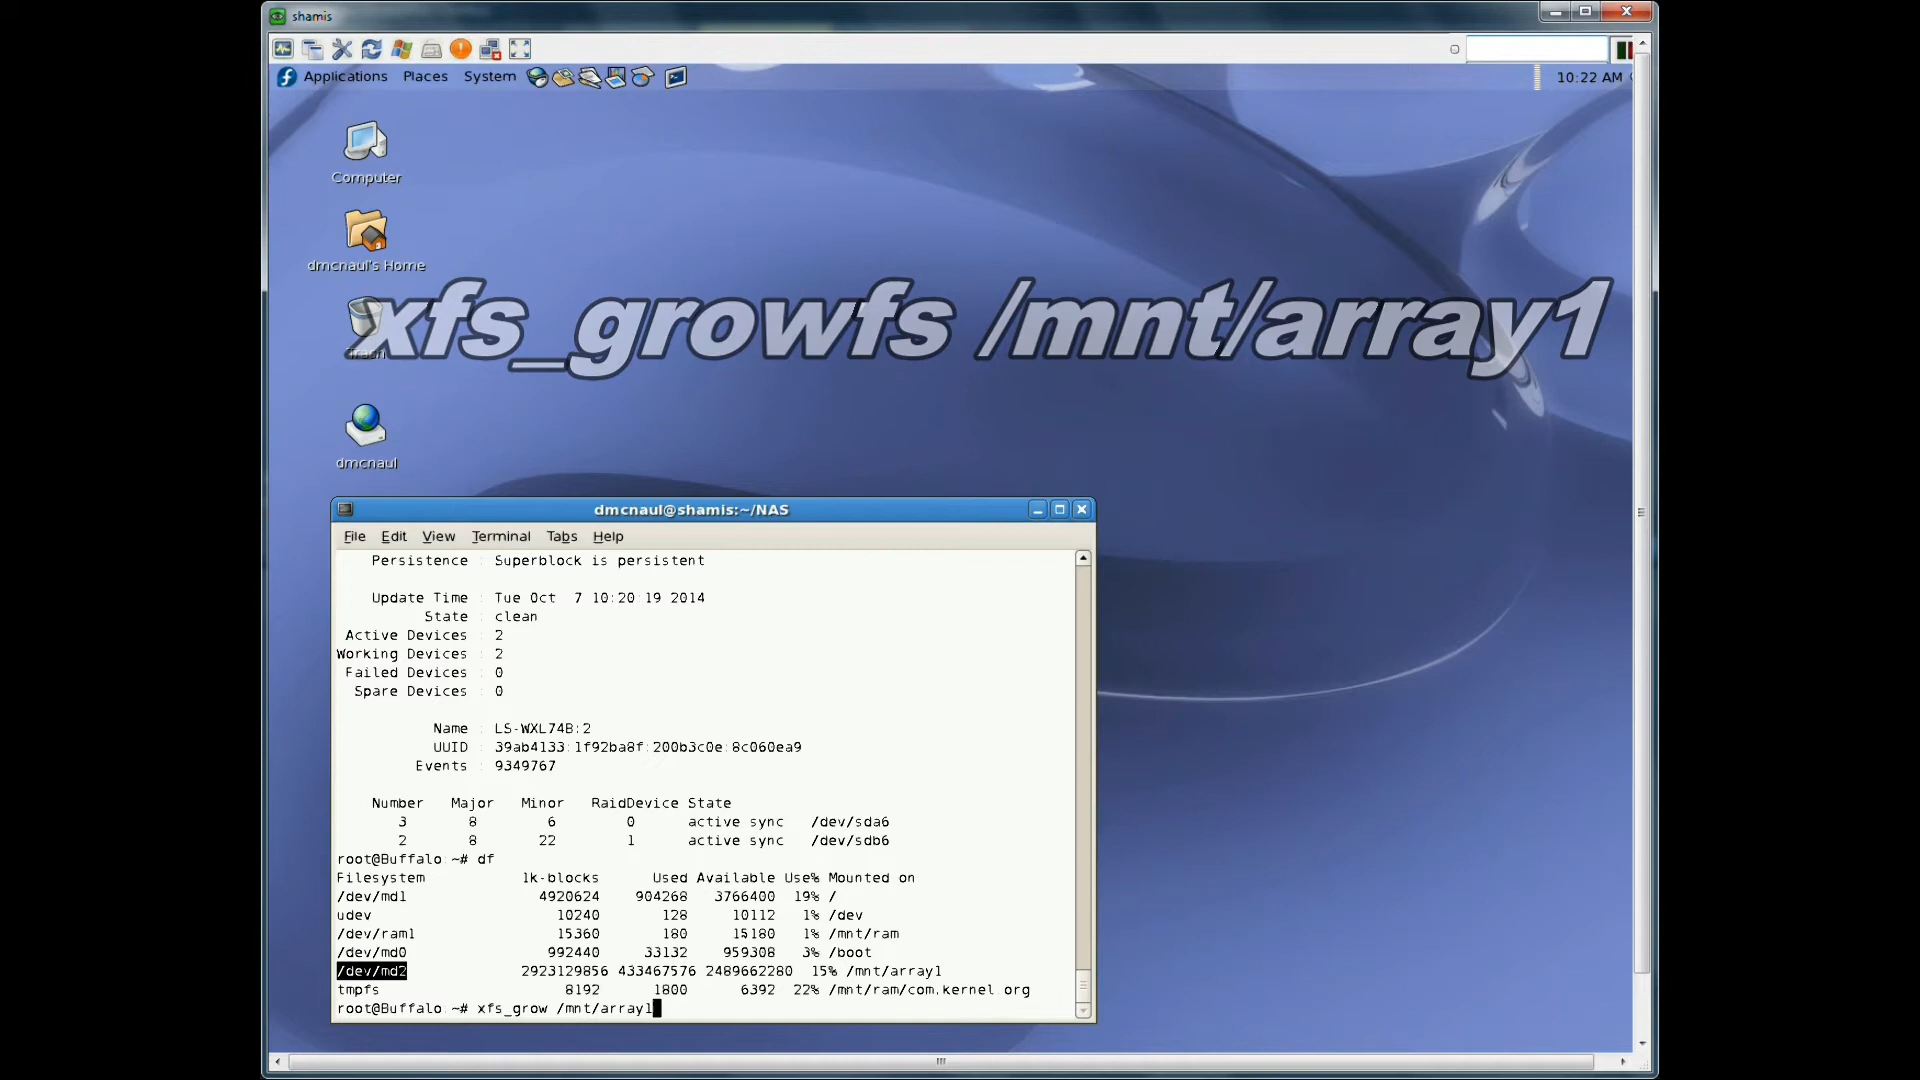 shamis
Applications Places System 10:22 AM
Computer
dmcnaul's Home
Trash
xfs_growfs /mnt/array1
dmcnaul
dmcnaul@shamis:~/NAS
File Edit View Terminal Tabs Help
Persistence : Superblock is persistent
Update Time : Tue Oct 7 10:20:19 2014
State : clean
Active Devices : 2
Working Devices : 2
Failed Devices : 0
Spare Devices : 0
Name : LS-WXL74B:2
UUID : 39ab4133:1f92ba8f:200b3c0e:8c060ea9
Events : 9349767
Number Major Minor RaidDevice State
3 8 6 0 active sync /dev/sda6
2 8 22 1 active sync /dev/sdb6
root@Buffalo:~# df
Filesystem 1k-blocks Used Available Use% Mounted on
/dev/md1 4920624 904268 3766400 19% /
udev 10240 128 10112 1% /dev
/dev/ram1 15360 180 15180 1% /mnt/ram
/dev/md0 992440 33132 959308 3% /boot
/dev/md2 2923129856 433467576 2489662280 15% /mnt/array1
tmpfs 8192 1800 6392 22% /mnt/ram/com.kernel.org
root@Buffalo:~# xfs_grow /mnt/array1